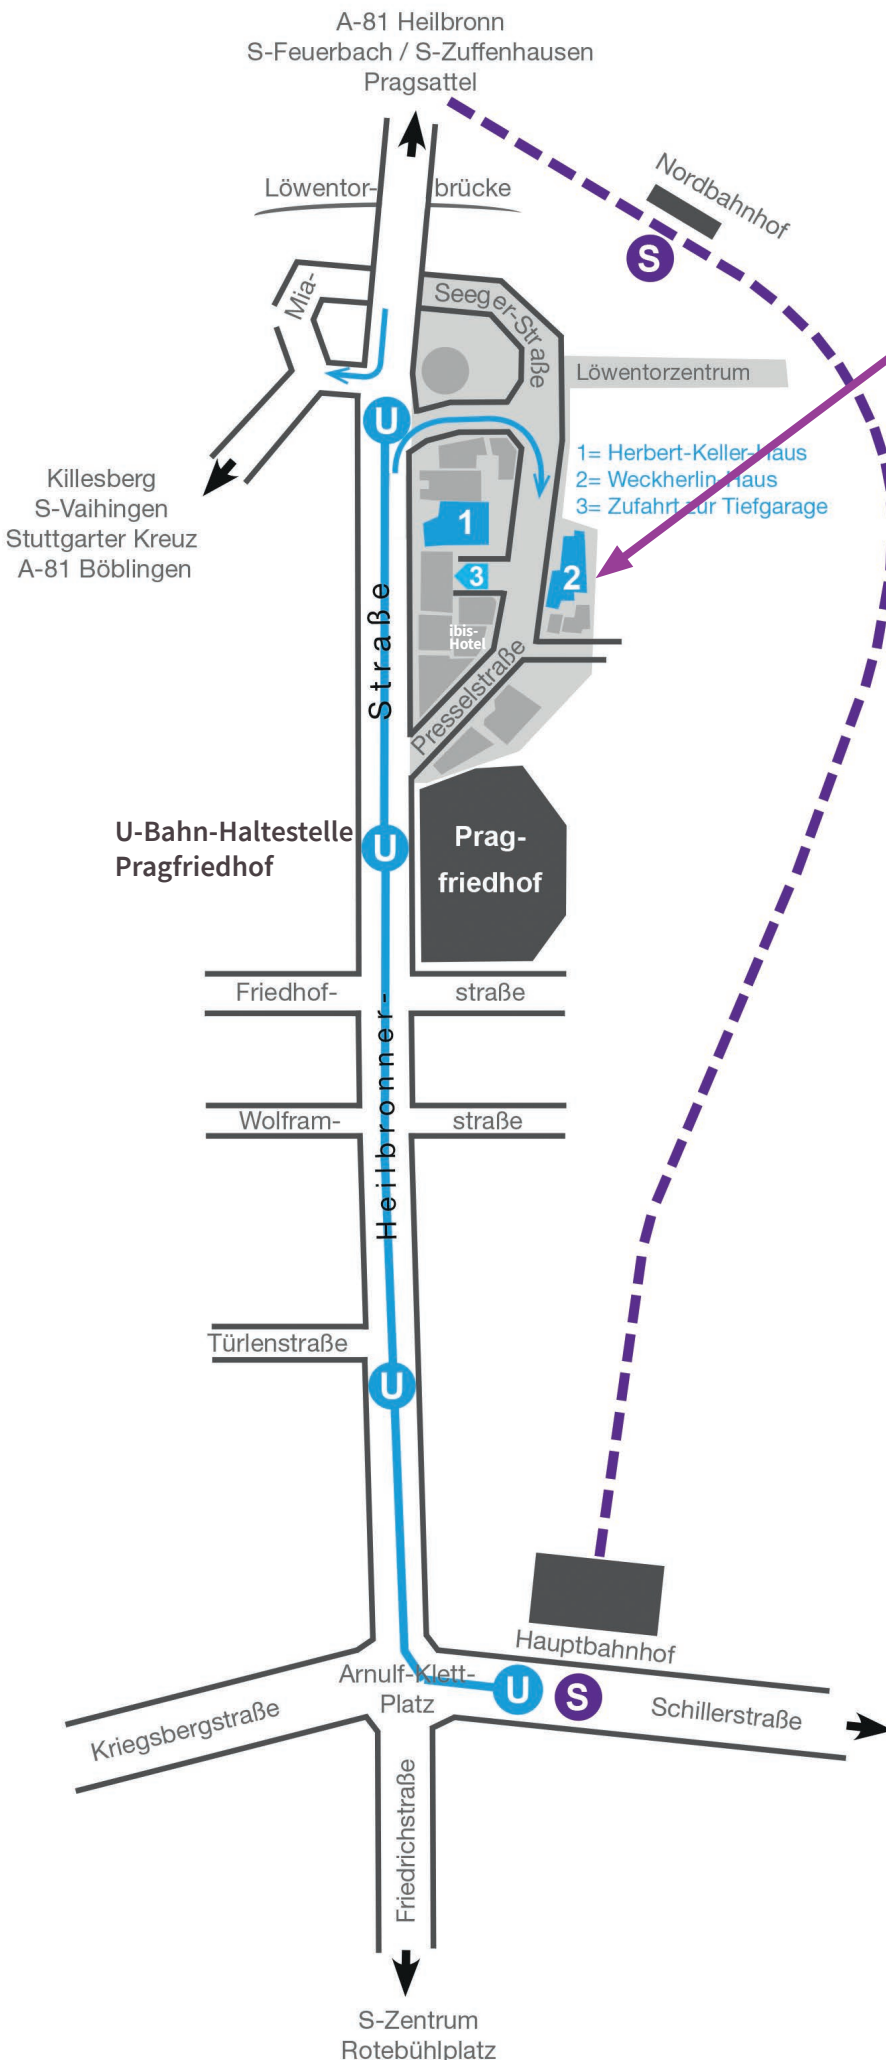 A-81 Heilbronn
S-Feuerbach / S-Zuffenhausen
Pragsattel
Nordbahnhof
S
Löwentor-
brücke
Mia-
Seeger-Straße
Löwentorzentrum
U
1= Herbert-Keller-Haus
2= Weckherlin-Haus
3= Zufahrt zur Tiefgarage
Killesberg
S-Vaihingen
Stuttgarter Kreuz
A-81 Böblingen
1
3
2
ibis-
Hotel
Straße
Presselstraße
U-Bahn-Haltestelle
Pragfriedhof
U
Prag-
friedhof
Friedhof-
straße
Heilbronner-
Wolfram-
straße
Türlenstraße
U
Hauptbahnhof
Arnulf-Klett-
Platz
U
S
Schillerstraße
Kriegsbergstraße
Friedrichstraße
S-Zentrum
Rotebühlplatz